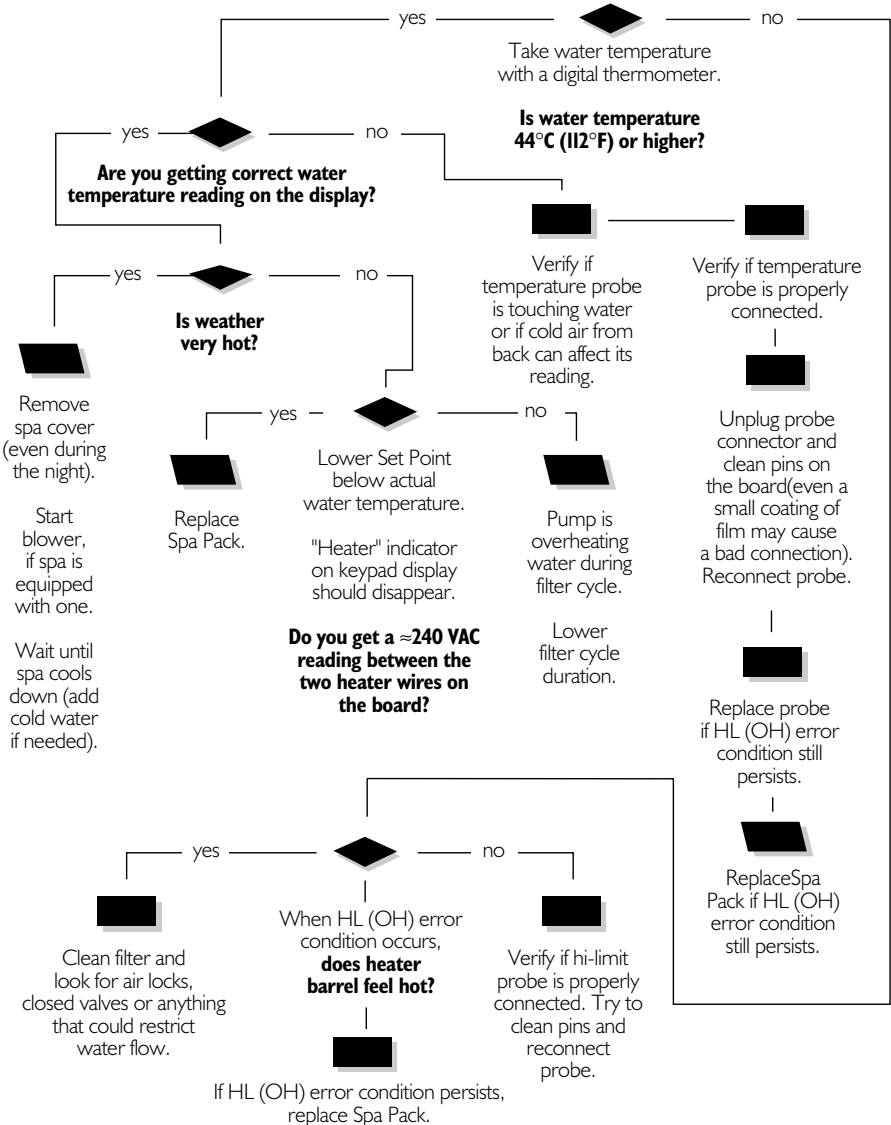 yes
no
Take water temperature
with a digital thermometer.
Is water temperature
44°C (II2°F) or higher?
yes
no
Are you getting correct water
temperature reading on the display?
yes
no
Is weather
very hot?
Remove
spa cover
(even during
the night).
Start
blower,
if spa is
equipped
with one.
Wait until
spa cools
down (add
cold water
if needed).
yes
no
Replace
Spa Pack.
Lower Set Point
below actual
water temperature.
"Heater" indicator
on keypad display
should disappear.
Do you get a ≈240 VAC
reading between the
two heater wires on
the board?
Pump is
overheating
water during
filter cycle.
Lower
filter cycle
duration.
Verify if
temperature probe
is touching water
or if cold air from
back can affect its
reading.
Verify if temperature
probe is properly
connected.
Unplug probe
connector and
clean pins on
the board(even a
small coating of
film may cause
a bad connection).
Reconnect probe.
Replace probe
if HL (OH) error
condition still
persists.
ReplaceSpa
Pack if HL (OH)
error condition
still persists.
yes
no
Clean filter and
look for air locks,
closed valves or anything
that could restrict
water flow.
When HL (OH) error
condition occurs,
does heater
barrel feel hot?
Verify if hi-limit
probe is properly
connected. Try to
clean pins and
reconnect
probe.
If HL (OH) error condition persists,
replace Spa Pack.